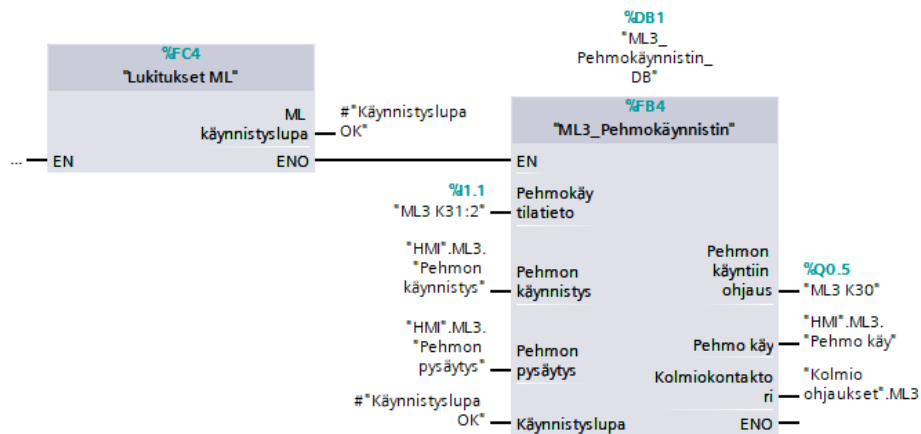 %DB1
"ML3_
Pehmokäynnistin_
DB"
%FC4
"Lukitukset ML"
ML
käynnistyslupa
#"Käynnistyslupa
OK"
... EN
ENO
%FB4
"ML3_Pehmokäynnistin"
EN
%I1.1
"ML3 K31:2"
Pehmokäy
tilatieto
"HMI".ML3.
"Pehmon
käynnistys"
Pehmon
käynnistys
"HMI".ML3.
"Pehmon
pysäytys"
Pehmon
pysäytys
#"Käynnistyslupa
OK"
Käynnistyslupa
Pehmon
käyntiin
ohjaus
%Q0.5
"ML3 K30"
Pehmo käy
"HMI".ML3.
"Pehmo käy"
Kolmiokontakto
ri
"Kolmio
ohjaukset".ML3
ENO